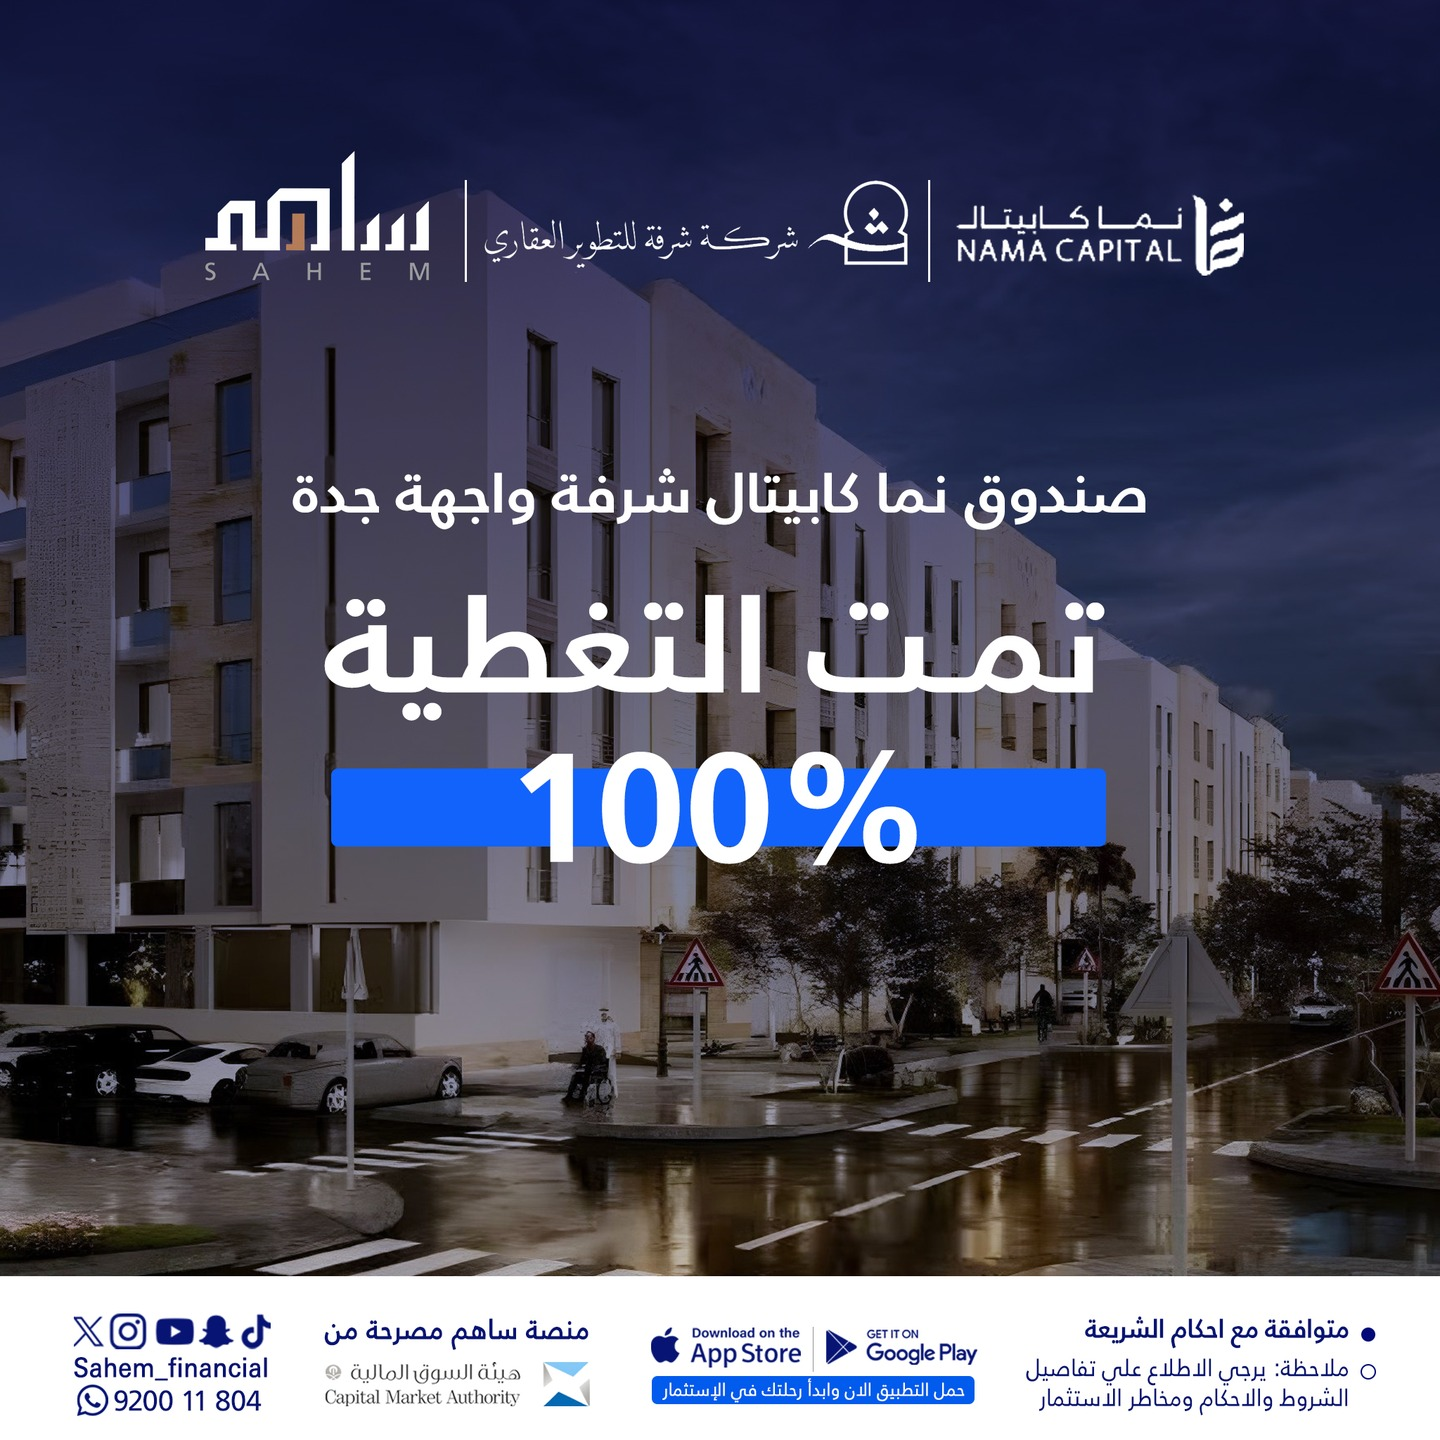 نما كابيتال
NAMA CAPITAL
شركة شرفة للتطوير العقاري
ساهم
SAHEM
صندوق نما كابيتال شرفة واجهة جدة
تمت التغطية
100%
متوافقة مع احكام الشريعة
ملاحظة: يرجي الاطلاع علي تفاصيل
الشروط والاحكام ومخاطر الاستثمار
Download on the
App Store
GET IT ON
Google Play
حمل التطبيق الان وابدأ رحلتك في الإستثمار
منصة ساهم مصرحة من
هيئة السوق المالية
Capital Market Authority
Sahem_financial
9200 11 804